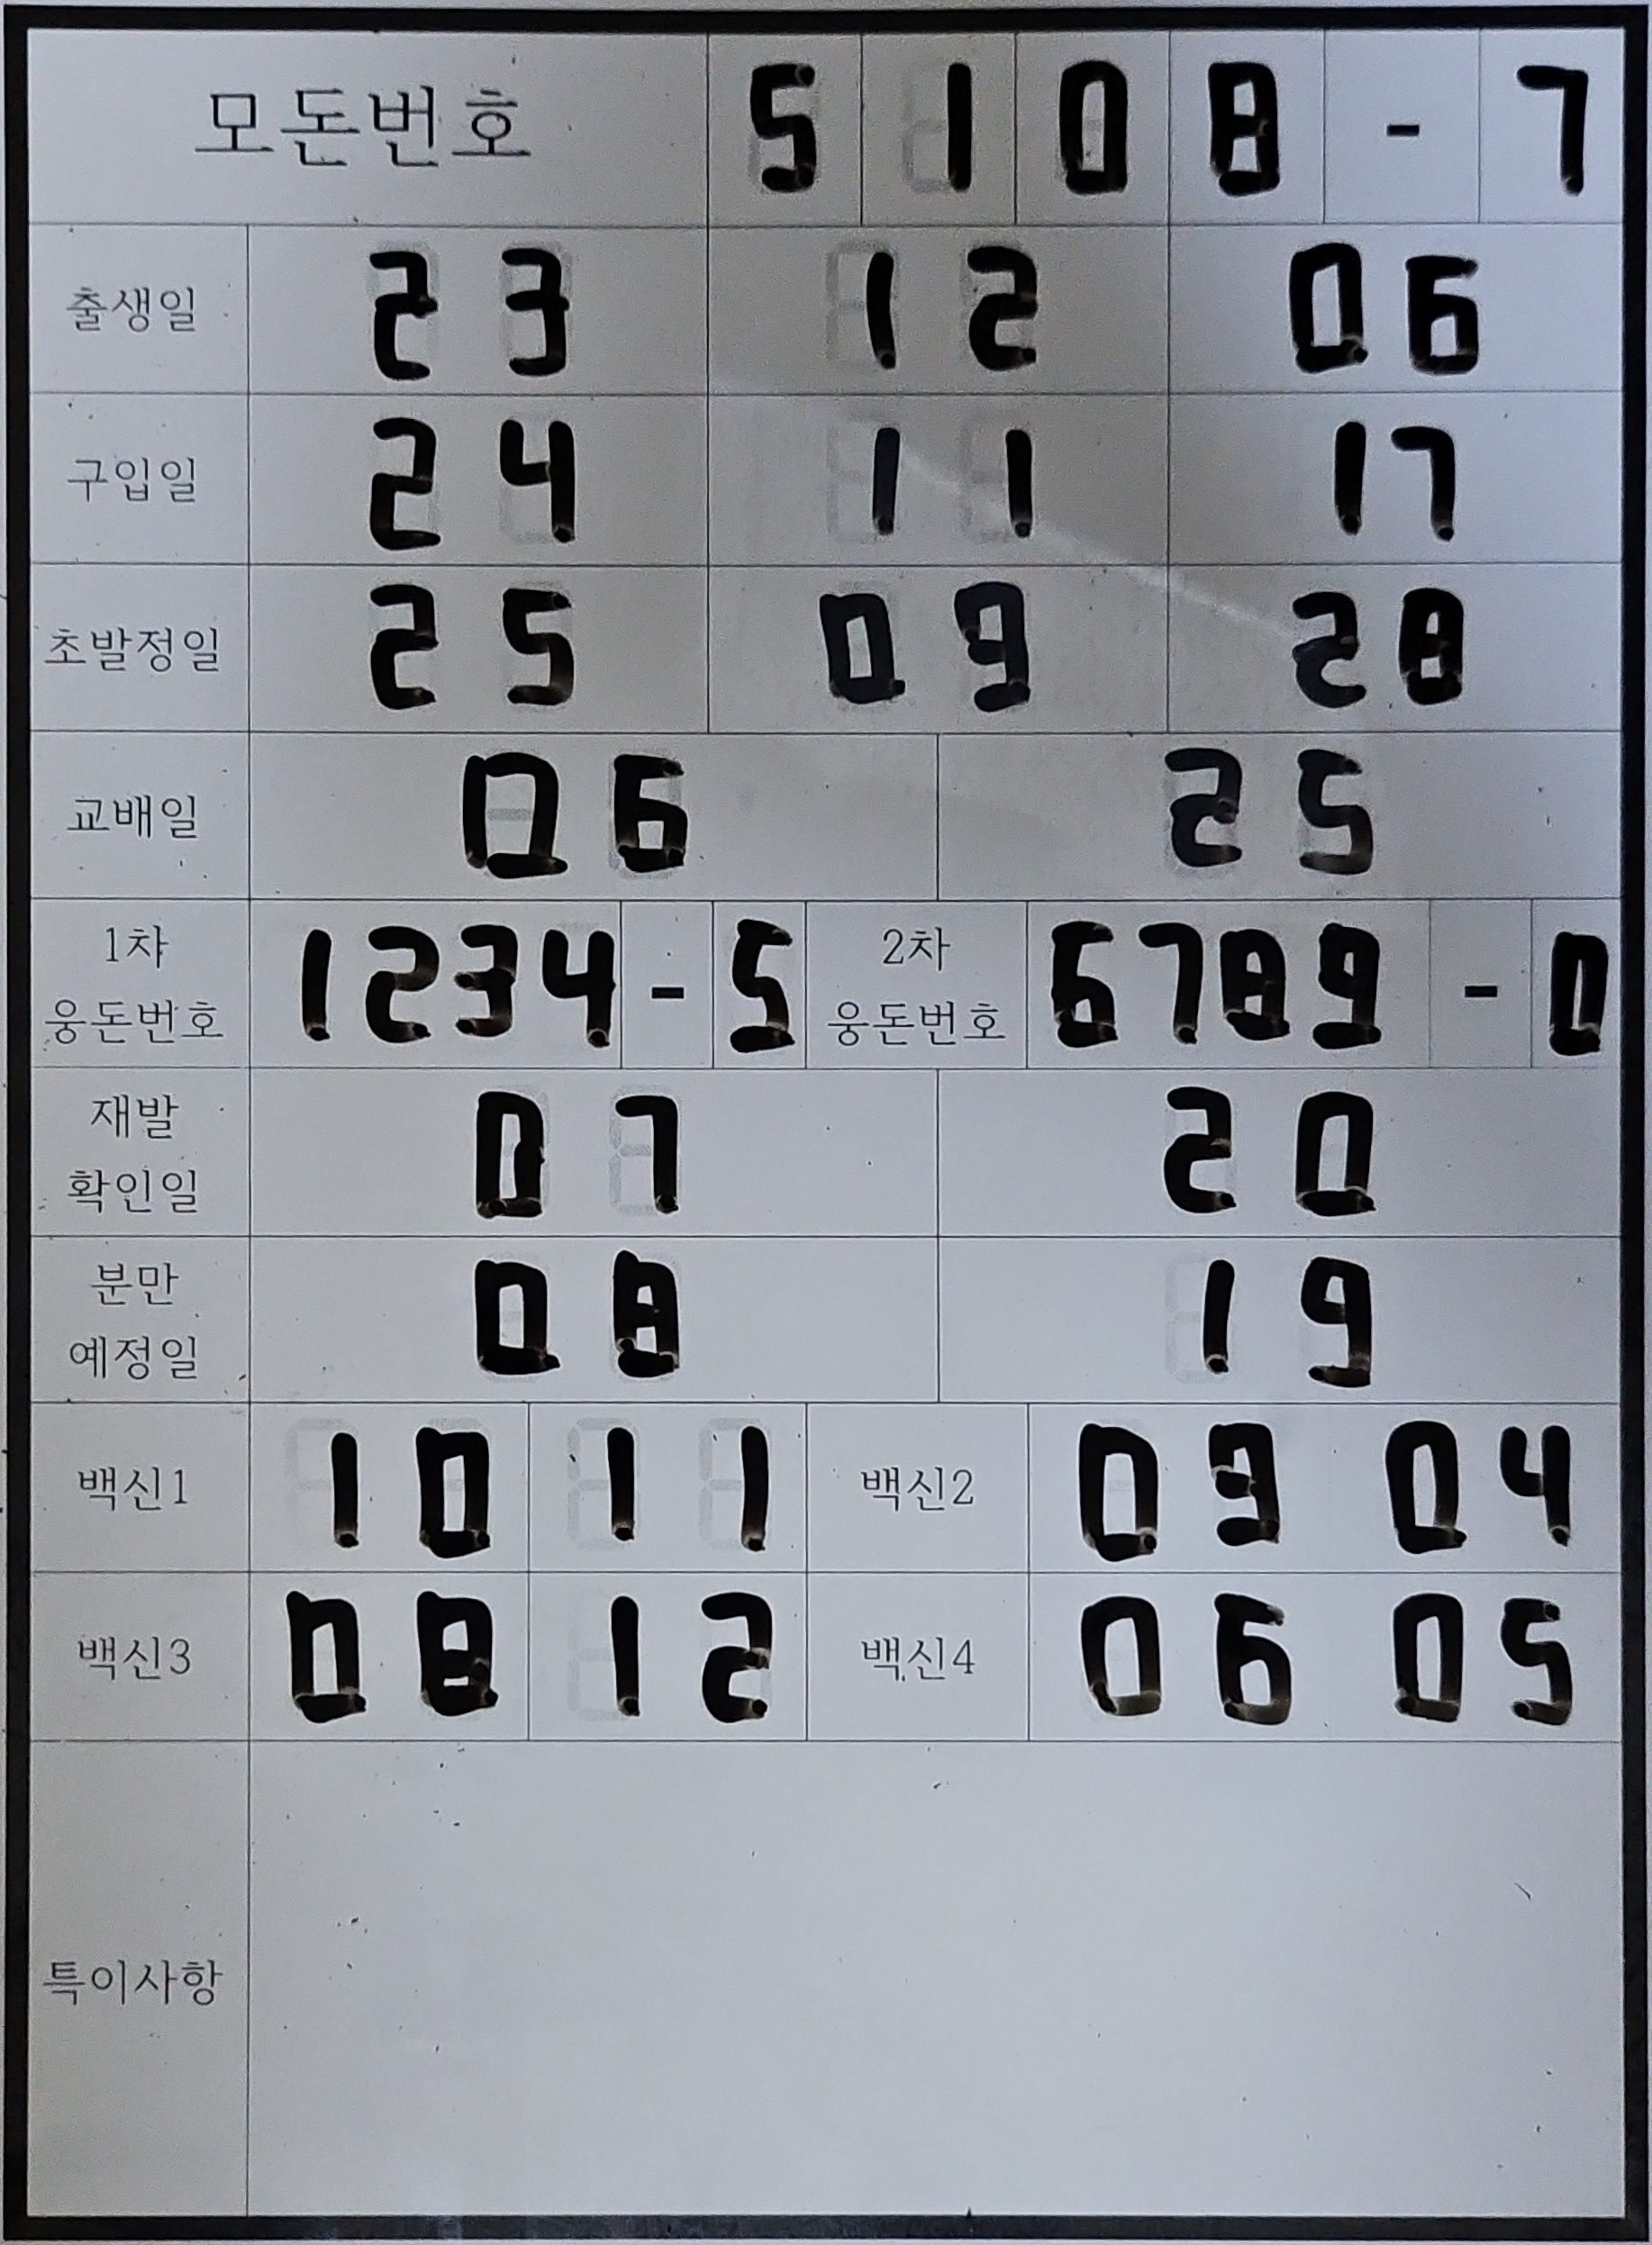 모돈번호 5 1 0 8 - 7
출생일 23 12 06
구입일 24 11 17
초발정일 25 09 28
교배일 06 25
1차 웅돈번호 1234 - 5 2차 웅돈번호 6789 - 0
재발 확인일 07 20
분만 예정일 08 19
백신1 10 11 백신2 09 04
백신3 08 12 백신4 06 05
특이사항